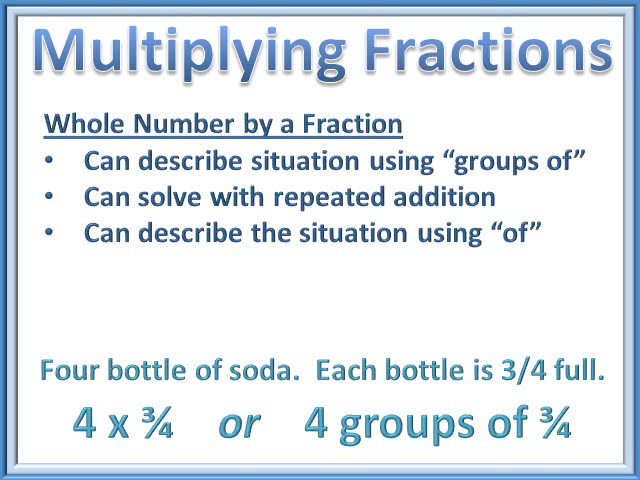 Multiplying Fractions
Whole Number by a Fraction
• Can describe situation using “groups of”
• Can solve with repeated addition
• Can describe the situation using “of”
Four bottle of soda.  Each bottle is 3/4 full.
4 x ¾   or   4 groups of ¾